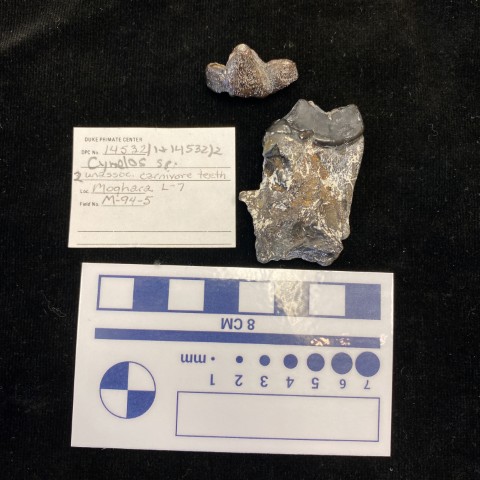 DUKE PRIMATE CENTER
DPC No. 14532/1+14532/2
Cynelos sp.
2 unassoc. carnivore teeth
Loc. Moghara L-7
Field No. M-94-5
8 CM
mm 1 2 3 4 5 6 7